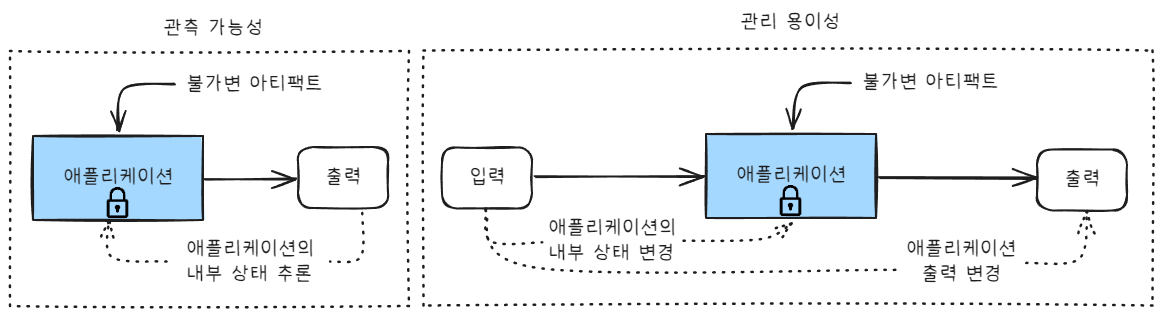 관측 가능성
불가변 아티팩트
애플리케이션
출력
애플리케이션의
내부 상태 추론
관리 용이성
불가변 아티팩트
입력
애플리케이션
출력
애플리케이션의
내부 상태 변경
애플리케이션
출력 변경